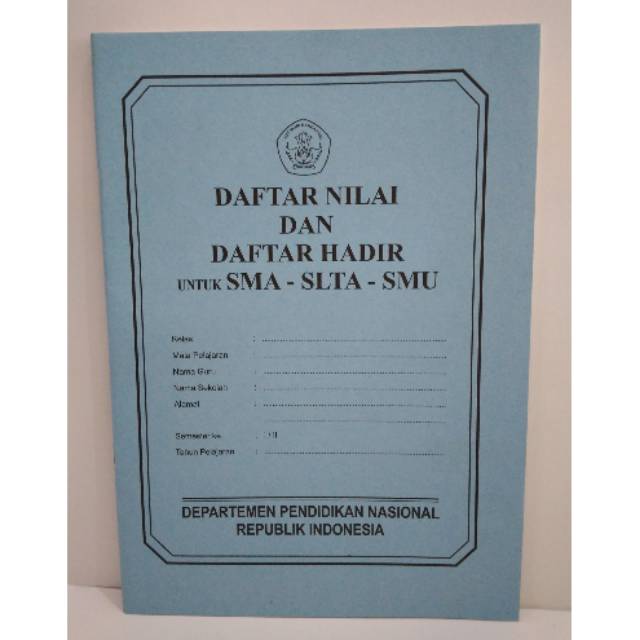 DAFTAR NILAI
DAN
DAFTAR HADIR
UNTUK SMA - SLTA - SMU
Kelas :
Mata Pelajaran :
Nama Guru :
Nama Sekolah :
Alamat :
Semester ke : I/II
Tahun Pelajaran :
DEPARTEMEN PENDIDIKAN NASIONAL
REPUBLIK INDONESIA